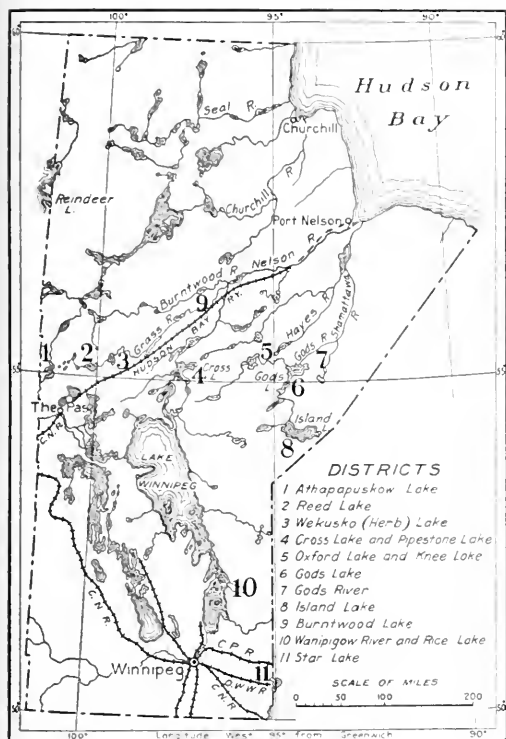 100°
95°
90°
60
Hudson
Bay
Seal R.
Churchill
Reindeer
L.
Churchill
R.
Port Nelson
Nelson
R.
Burntwood R.
9
Grass R.
HUDSON BAY RY.
Hayes R.
Gods R.
Shamattawa
R.
1
2
3
4
Cross
L.
5
Gods
L.
6
7
55
55
The Pas
C.N.R.
Island
L.
8
LAKE
WINNIPEG
DISTRICTS
1 Athapapuskow Lake
2 Reed Lake
3 Wekusko (Herb) Lake
4 Cross Lake and Pipestone Lake
5 Oxford Lake and Knee Lake
6 Gods Lake
7 Gods River
8 Island Lake
9 Burntwood Lake
10 Wanipigow River and Rice Lake
11 Star Lake
C.N.R.
10
C.P.R.
Winnipeg
11
G.W.W.R.
C.N.R.
SCALE OF MILES
0 50 100 200
50
50
100°
Longitude West 95° from Greenwich
90°